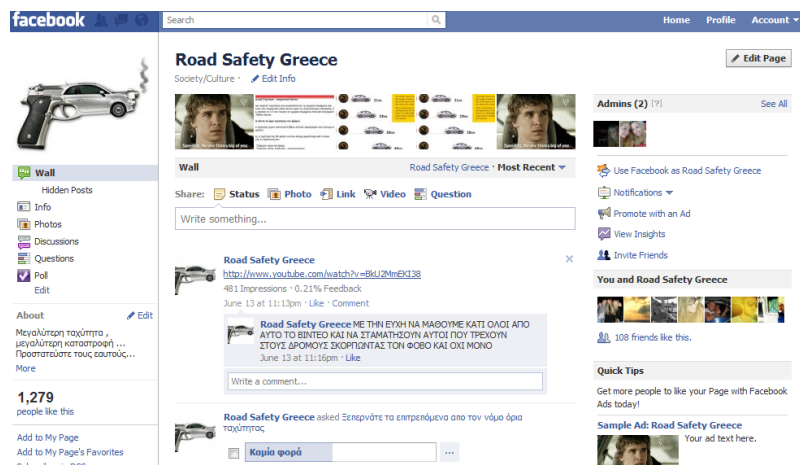 facebook
Search
Home Profile Account
Road Safety Greece
Society/Culture · Edit Info
Edit Page
Wall
Hidden Posts
Info
Photos
Discussions
Questions
Poll
Edit
About
Edit
Μεγαλύτερη ταχύτητα ,
μεγαλύτερη καταστροφή ...
Προστατεύστε τους εαυτούς...
More
1,279
people like this
Add to My Page
Add to My Page's Favorites
Wall
Road Safety Greece · Most Recent
Share: Status Photo Link Video Question
Write something...
Road Safety Greece
http://www.youtube.com/watch?v=BkU2MmEKI38
481 Impressions · 0.21% Feedback
June 13 at 11:13pm · Like · Comment
Road Safety Greece ΜΕ ΤΗΝ ΕΥΧΗ ΝΑ ΜΑΘΟΥΜΕ ΚΑΤΙ ΟΛΟΙ ΑΠΟ
ΑΥΤΟ ΤΟ ΒΙΝΤΕΟ ΚΑΙ ΝΑ ΣΤΑΜΑΤΗΣΟΥΝ ΑΥΤΟΙ ΠΟΥ ΤΡΕΧΟΥΝ
ΣΤΟΥΣ ΔΡΟΜΟΥΣ ΣΚΟΡΠΩΝΤΑΣ ΤΟΝ ΦΟΒΟ ΚΑΙ ΟΧΙ ΜΟΝΟ
June 13 at 11:16pm · Like
Write a comment...
Road Safety Greece asked Ξεπερνάτε τα επιτρεπόμενα απο τον νόμο όρια
ταχύτητας
Καμία φορά
...
Admins (2) [?]
See All
Use Facebook as Road Safety Greece
Notifications
Promote with an Ad
View Insights
Invite Friends
You and Road Safety Greece
108 friends like this.
Quick Tips
Get more people to like your Page with Facebook
Ads today!
Sample Ad: Road Safety Greece
Your ad text here.